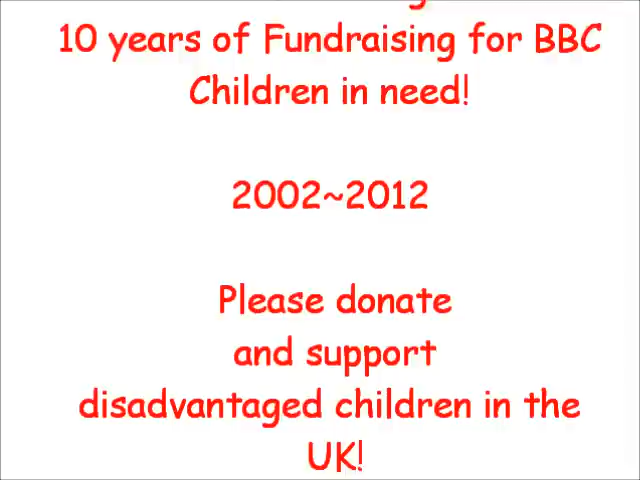 10 years of Fundraising for BBC
Children in need!
2002~2012
Please donate
and support
disadvantaged children in the
UK!